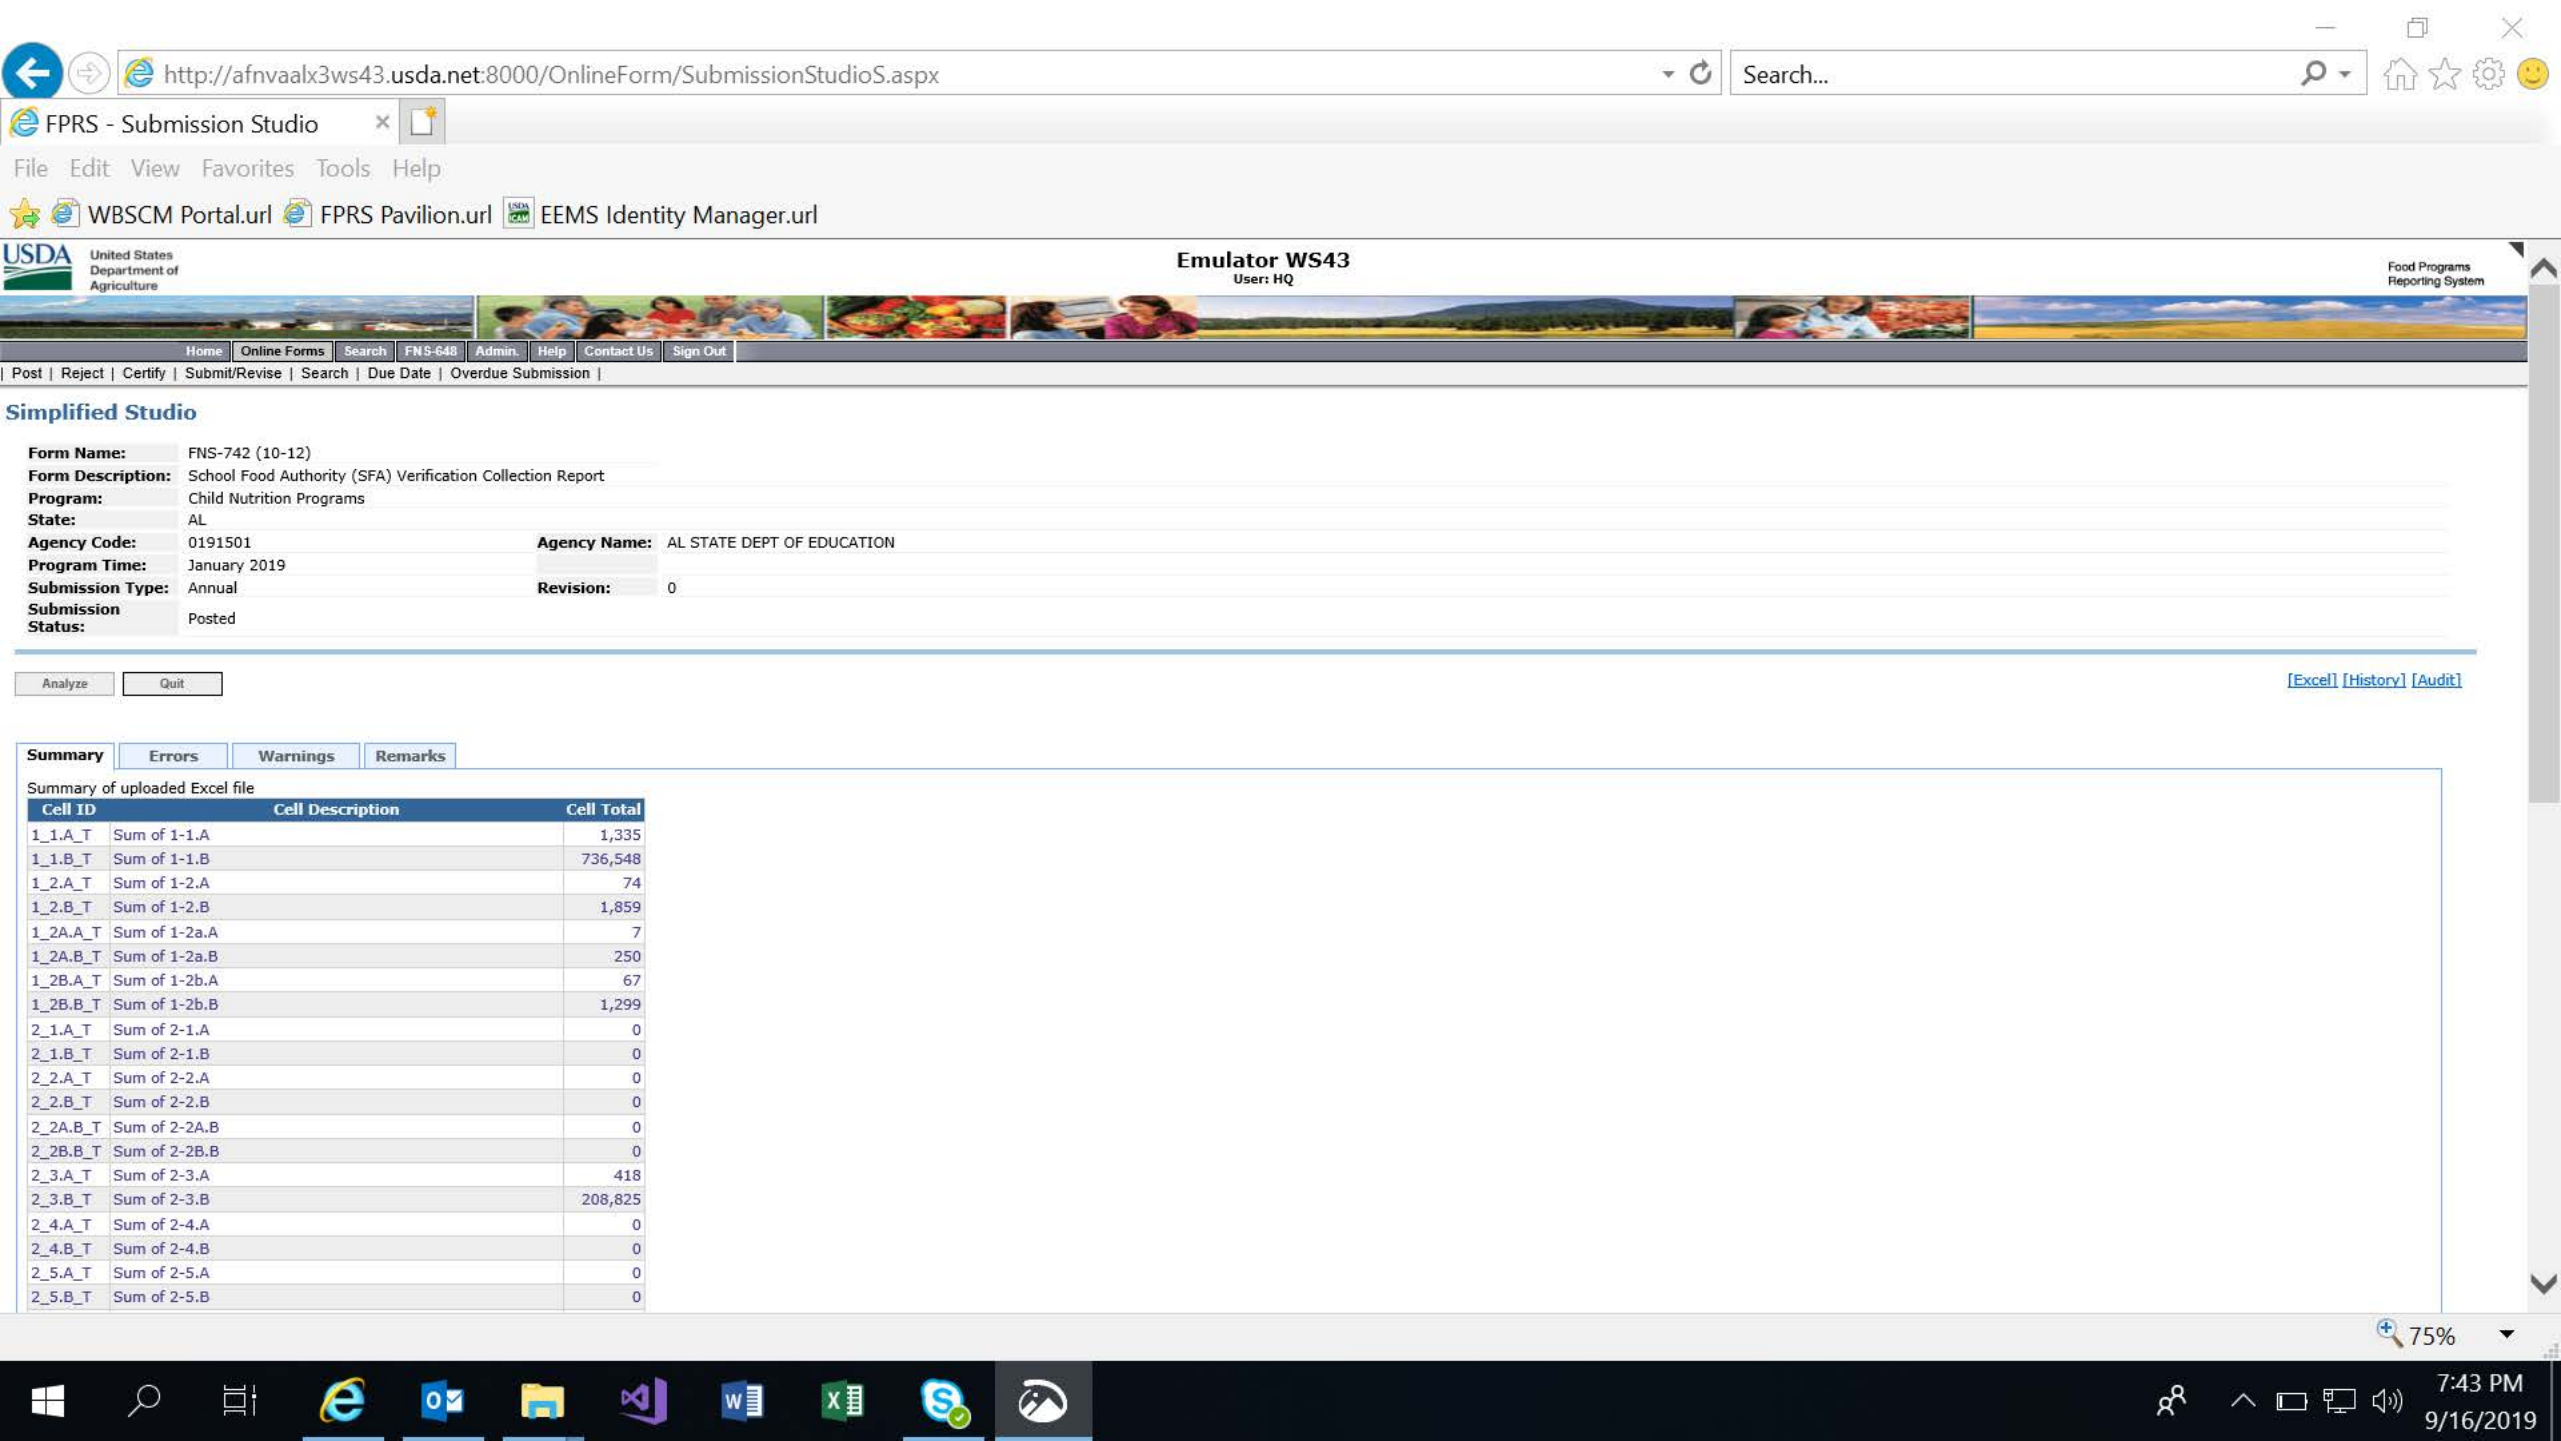 http://afnvaalx3ws43.usda.net:8000/OnlineForm/SubmissionStudioS.aspx
Search...
FPRS - Submission Studio
File Edit View Favorites Tools Help
WBSCM Portal.url FPRS Pavilion.url EEMS Identity Manager.url
USDA United States Department of Agriculture
Emulator WS43
User: HQ
Food Programs
Reporting System
Home Online Forms Search FNS-648 Admin. Help Contact Us Sign Out
| Post | Reject | Certify | Submit/Revise | Search | Due Date | Overdue Submission |
Simplified Studio
Form Name: FNS-742 (10-12)
Form Description: School Food Authority (SFA) Verification Collection Report
Program: Child Nutrition Programs
State: AL
Agency Code: 0191501 Agency Name: AL STATE DEPT OF EDUCATION
Program Time: January 2019
Submission Type: Annual Revision: 0
Submission Status: Posted
Analyze Quit [Excel] [History] [Audit]
Summary Errors Warnings Remarks
Summary of uploaded Excel file
Cell ID Cell Description Cell Total
1_1.A_T Sum of 1-1.A 1,335
1_1.B_T Sum of 1-1.B 736,548
1_2.A_T Sum of 1-2.A 74
1_2.B_T Sum of 1-2.B 1,859
1_2A.A_T Sum of 1-2a.A 7
1_2A.B_T Sum of 1-2a.B 250
1_2B.A_T Sum of 1-2b.A 67
1_2B.B_T Sum of 1-2b.B 1,299
2_1.A_T Sum of 2-1.A 0
2_1.B_T Sum of 2-1.B 0
2_2.A_T Sum of 2-2.A 0
2_2.B_T Sum of 2-2.B 0
2_2A.B_T Sum of 2-2A.B 0
2_2B.B_T Sum of 2-2B.B 0
2_3.A_T Sum of 2-3.A 418
2_3.B_T Sum of 2-3.B 208,825
2_4.A_T Sum of 2-4.A 0
2_4.B_T Sum of 2-4.B 0
2_5.A_T Sum of 2-5.A 0
2_5.B_T Sum of 2-5.B 0
75%
7:43 PM
9/16/2019